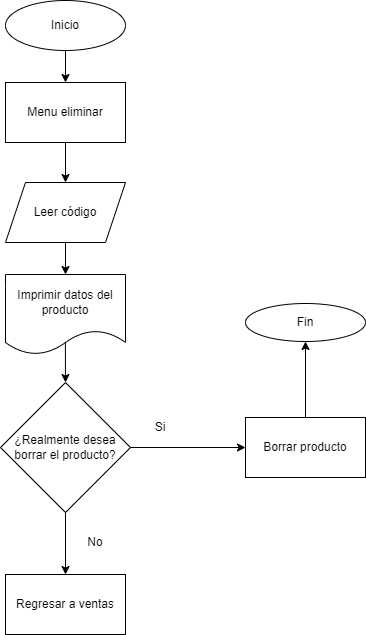 Inicio
Menu eliminar
Leer código
Imprimir datos del
producto
Fin
¿Realmente desea
borrar el producto?
Si
Borrar producto
No
Regresar a ventas